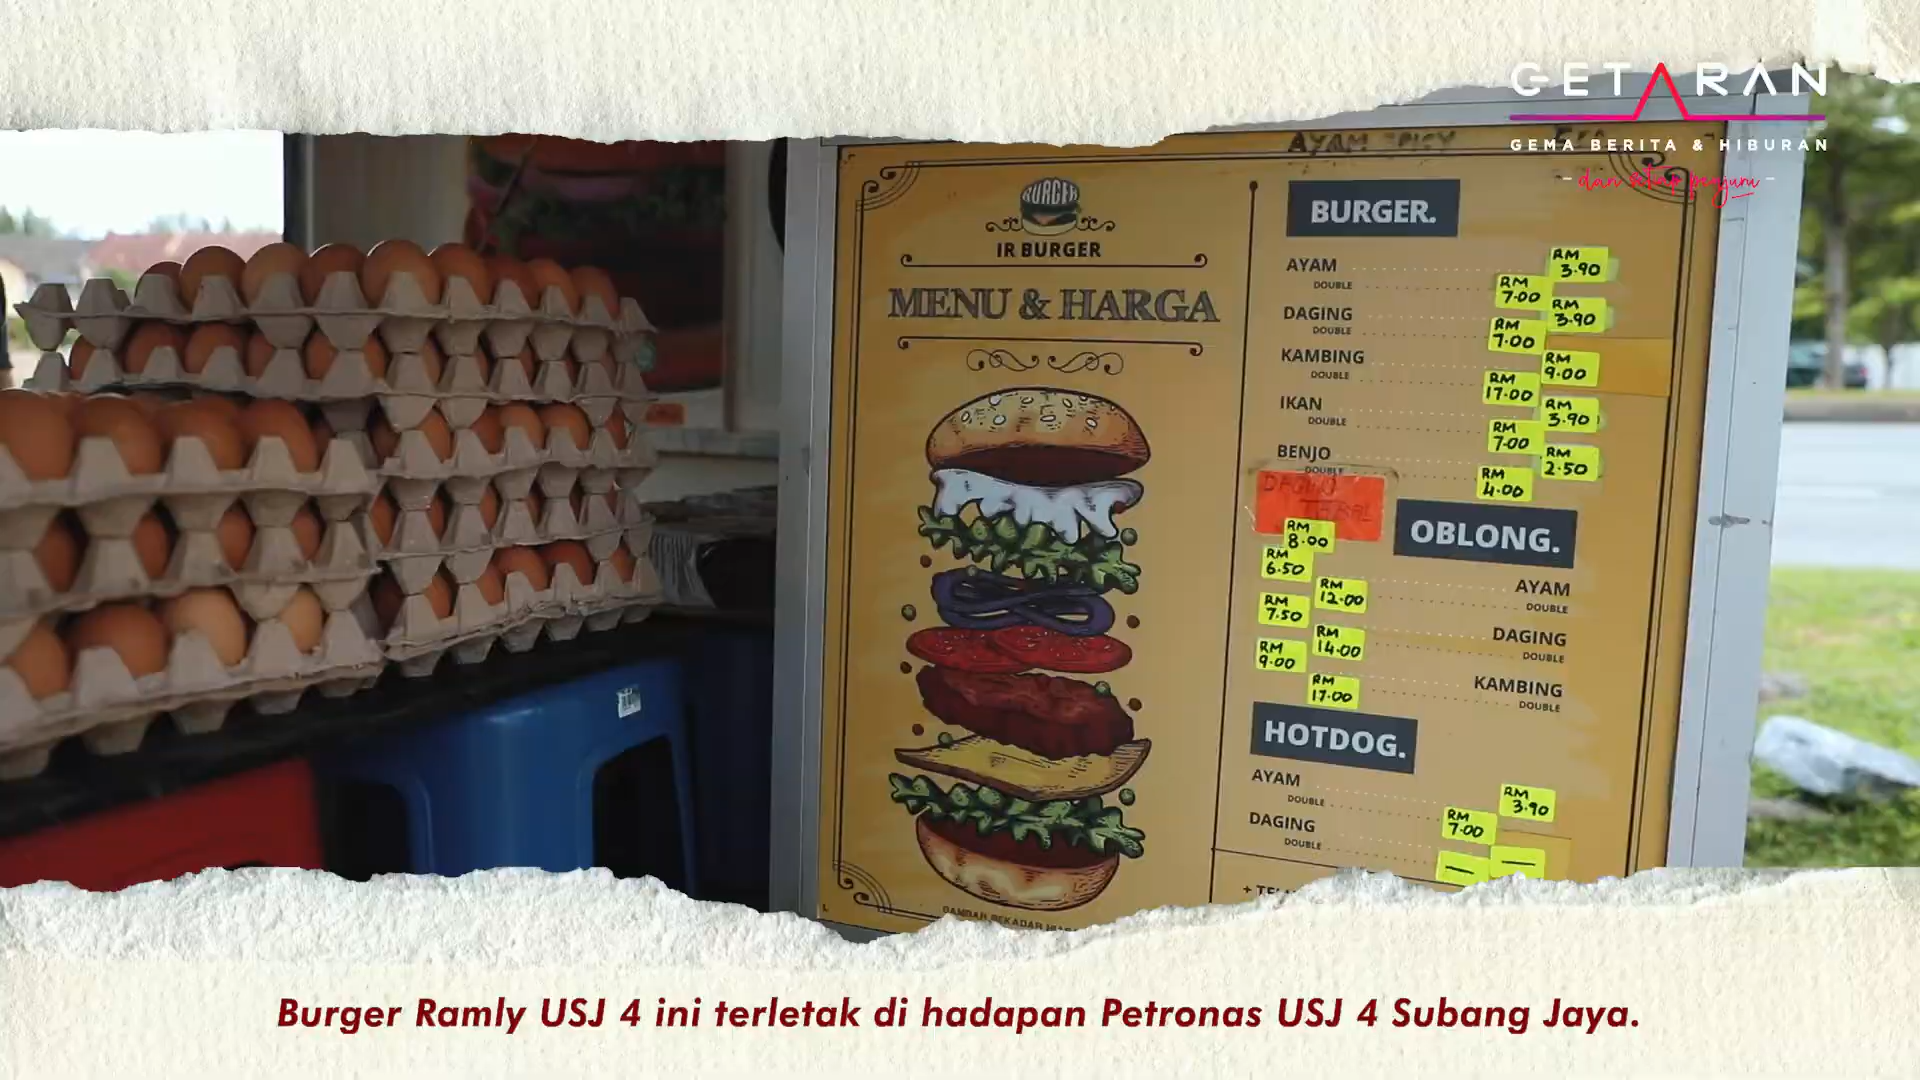 GETARAN
GEMA BERITA & HIBURAN
AYAM SPICY
BURGER
IR BURGER
MENU & HARGA
BURGER.
AYAM RM 3.90
DOUBLE RM 7.00
DAGING RM 3.90
DOUBLE RM 7.00
KAMBING RM 9.00
DOUBLE RM 17.00
IKAN RM 3.90
DOUBLE RM 7.00
BENJO RM 2.50
DOUBLE RM 4.00
DAGING
TEBAL
RM 8.00
OBLONG.
RM 6.50 AYAM
RM 12.00 DOUBLE
RM 7.50 DAGING
RM 14.00 DOUBLE
RM 9.00 KAMBING
RM 17.00 DOUBLE
HOTDOG.
AYAM RM 3.90
DOUBLE RM 7.00
DAGING —
DOUBLE —
Burger Ramly USJ 4 ini terletak di hadapan Petronas USJ 4 Subang Jaya.